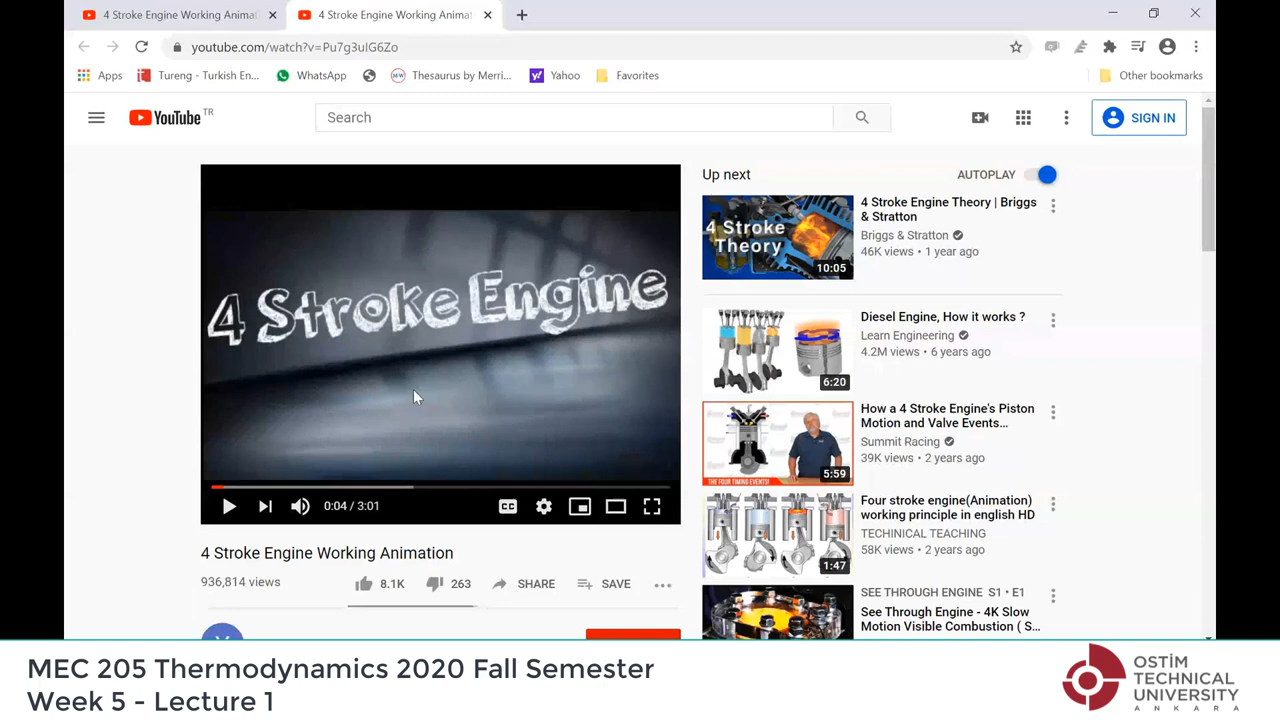 4 Stroke Engine Working Animat
4 Stroke Engine Working Animat
youtube.com/watch?v=Pu7g3uIG6Zo
Apps
Tureng - Turkish En...
WhatsApp
Thesaurus by Merri...
Yahoo
Favorites
Other bookmarks
YouTube TR
Search
SIGN IN
4 Stroke Engine
0:04 / 3:01
CC
4 Stroke Engine Working Animation
936,814 views
8.1K
263
SHARE
SAVE
Up next
AUTOPLAY
4 Stroke
Theory
10:05
4 Stroke Engine Theory | Briggs
& Stratton
Briggs & Stratton
46K views • 1 year ago
6:20
Diesel Engine, How it works ?
Learn Engineering
4.2M views • 6 years ago
THE FOUR TIMING EVENTS!
5:59
How a 4 Stroke Engine's Piston
Motion and Valve Events...
Summit Racing
39K views • 2 years ago
1:47
Four stroke engine(Animation)
working principle in english HD
TECHINICAL TEACHING
58K views • 2 years ago
SEE THROUGH ENGINE S1 • E1
See Through Engine - 4K Slow
Motion Visible Combustion ( S...
MEC 205 Thermodynamics 2020 Fall Semester
Week 5 - Lecture 1
OSTİM
TECHNICAL
UNIVERSITY
ANKARA